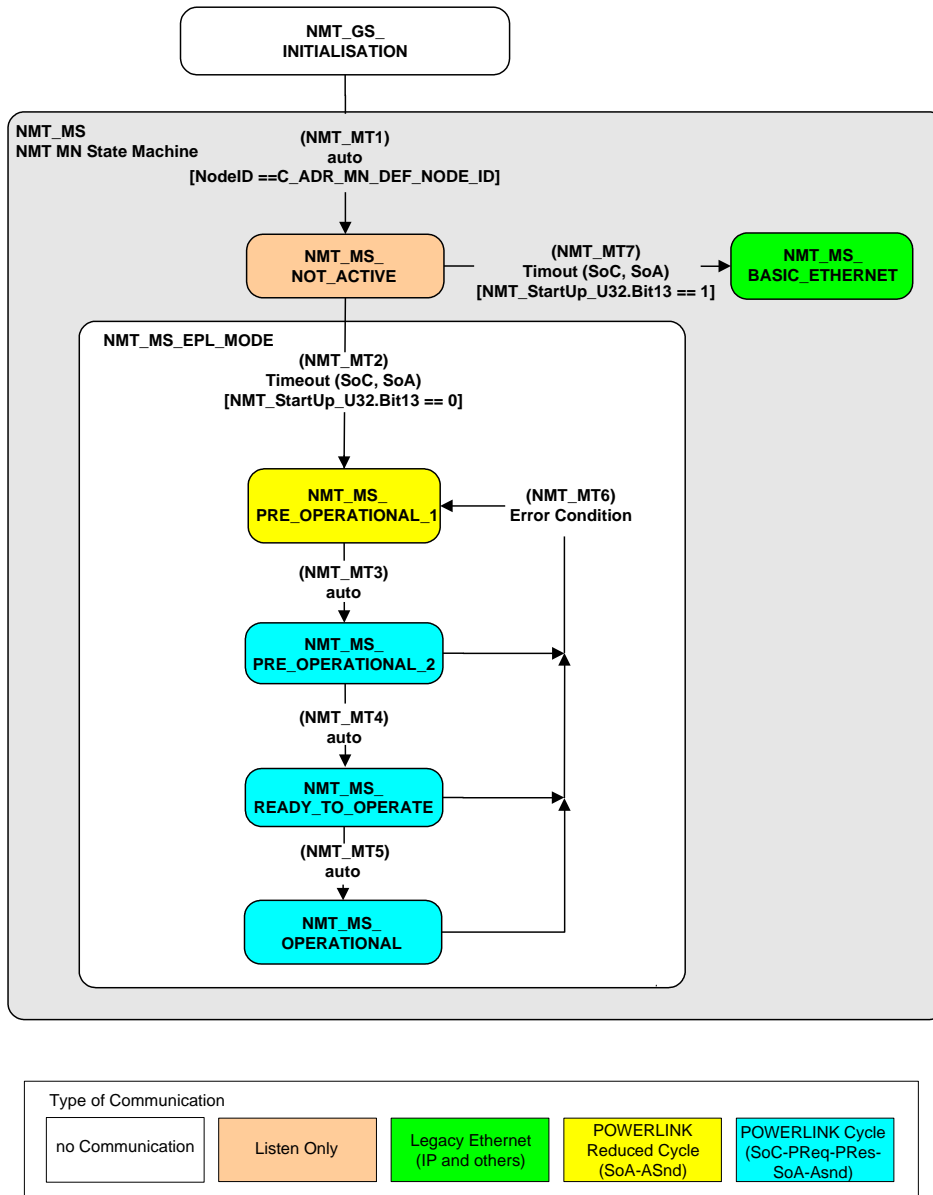 NMT_GS_
INITIALISATION
NMT_MS
NMT MN State Machine
(NMT_MT1)
auto
[NodeID ==C_ADR_MN_DEF_NODE_ID]
NMT_MS_
NOT_ACTIVE
(NMT_MT7)
Timout (SoC, SoA)
[NMT_StartUp_U32.Bit13 == 1]
NMT_MS_
BASIC_ETHERNET
NMT_MS_EPL_MODE
(NMT_MT2)
Timeout (SoC, SoA)
[NMT_StartUp_U32.Bit13 == 0]
NMT_MS_
PRE_OPERATIONAL_1
(NMT_MT6)
Error Condition
(NMT_MT3)
auto
NMT_MS_
PRE_OPERATIONAL_2
(NMT_MT4)
auto
NMT_MS_
READY_TO_OPERATE
(NMT_MT5)
auto
NMT_MS_
OPERATIONAL
Type of Communication
no Communication
Listen Only
Legacy Ethernet
(IP and others)
POWERLINK
Reduced Cycle
(SoA-ASnd)
POWERLINK Cycle
(SoC-PReq-PRes-
SoA-Asnd)